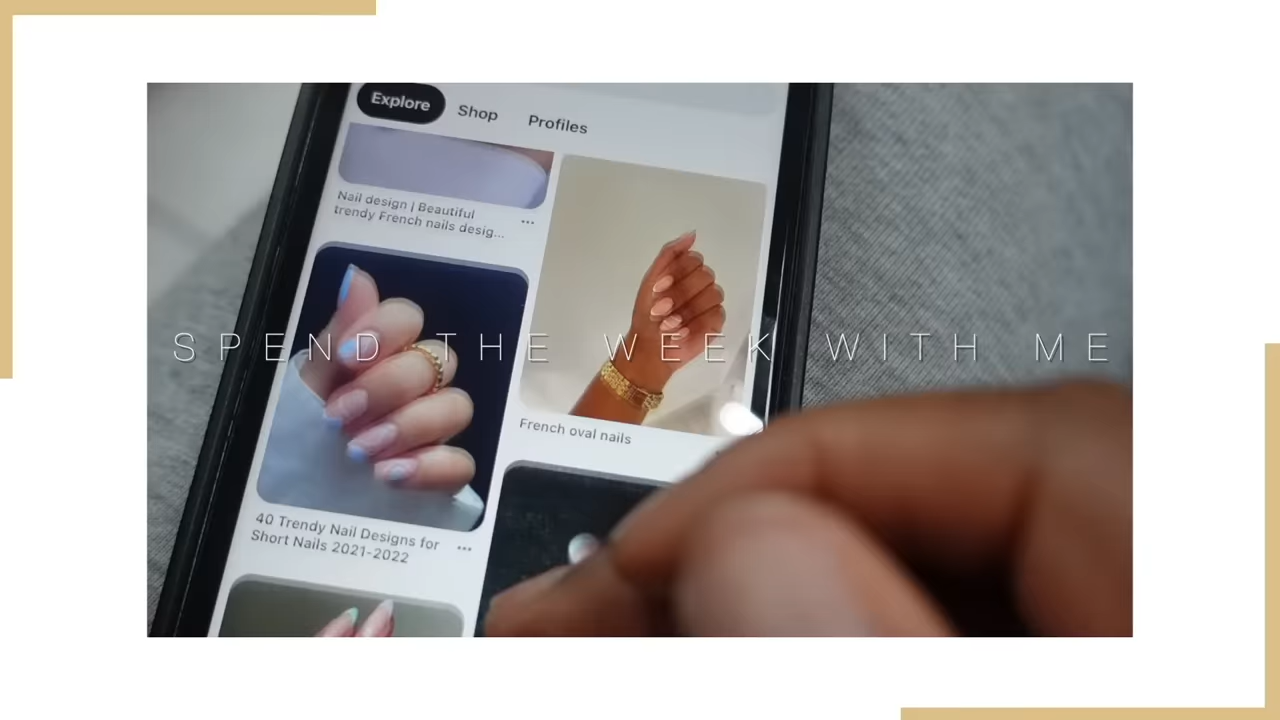 Explore
Shop
Profiles
Nail design | Beautiful
trendy French nails desig...
SPEND THE WEEK WITH ME
French oval nails
40 Trendy Nail Designs for
Short Nails 2021-2022